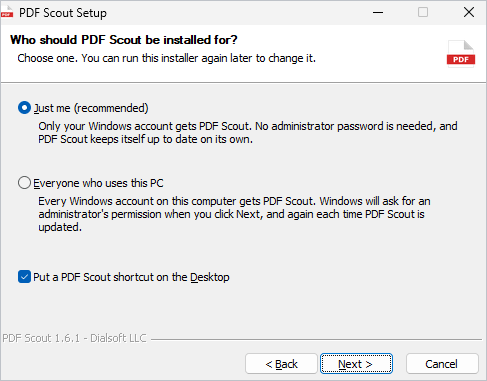 PDF Scout Setup
Who should PDF Scout be installed for?
Choose one. You can run this installer again later to change it.
PDF
Just me (recommended)
Only your Windows account gets PDF Scout. No administrator password is needed, and
PDF Scout keeps itself up to date on its own.
Everyone who uses this PC
Every Windows account on this computer gets PDF Scout. Windows will ask for an
administrator's permission when you click Next, and again each time PDF Scout is
updated.
Put a PDF Scout shortcut on the Desktop
PDF Scout 1.6.1 - Dialsoft LLC
< Back
Next >
Cancel